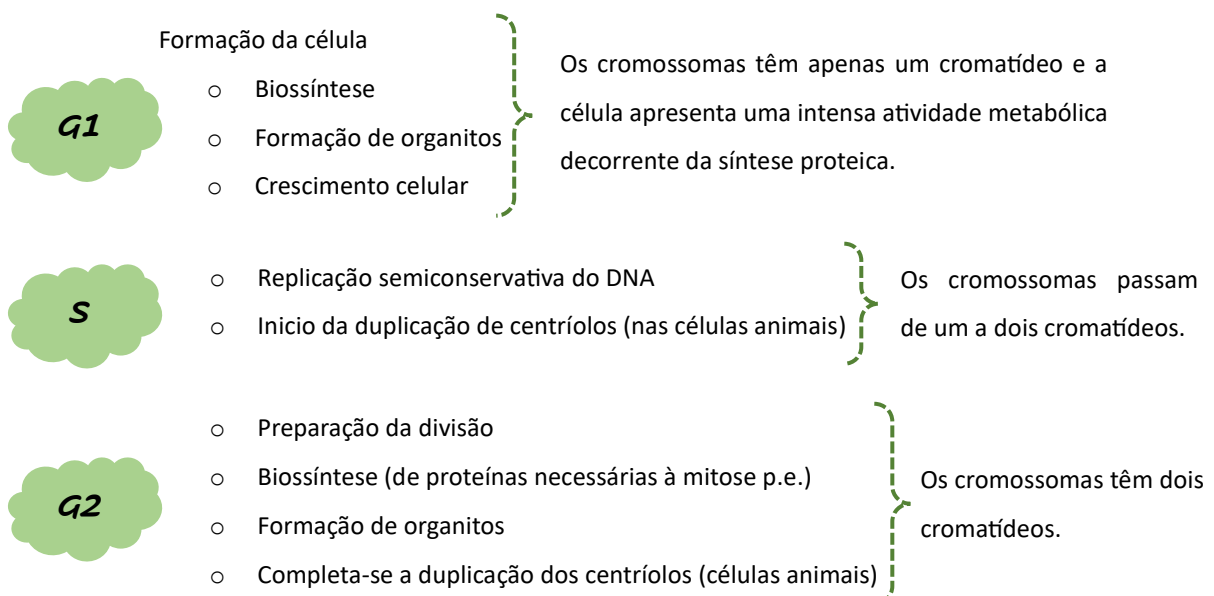 Formação da célula
G1
o Biossíntese
o Formação de organitos
o Crescimento celular
Os cromossomas têm apenas um cromatídeo e a
célula apresenta uma intensa atividade metabólica
decorrente da síntese proteica.
S
o Replicação semiconservativa do DNA
o Inicio da duplicação de centríolos (nas células animais)
Os cromossomas passam
de um a dois cromatídeos.
G2
o Preparação da divisão
o Biossíntese (de proteínas necessárias à mitose p.e.)
o Formação de organitos
o Completa-se a duplicação dos centríolos (células animais)
Os cromossomas têm dois
cromatídeos.